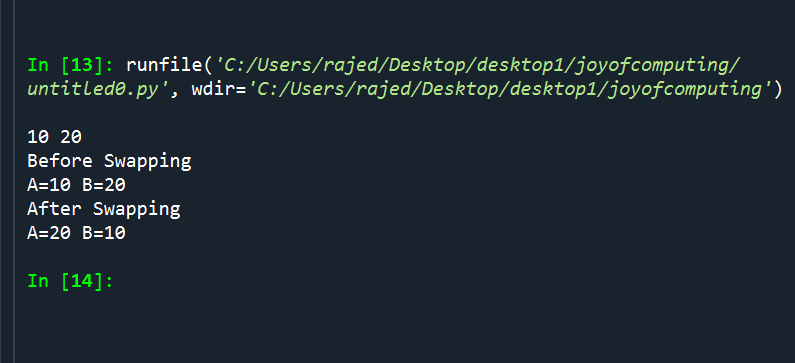 In [13]: runfile('C:/Users/rajed/Desktop/desktop1/joyofcomputing/
untitled0.py', wdir='C:/Users/rajed/Desktop/desktop1/joyofcomputing')
10 20
Before Swapping
A=10 B=20
After Swapping
A=20 B=10
In [14]: